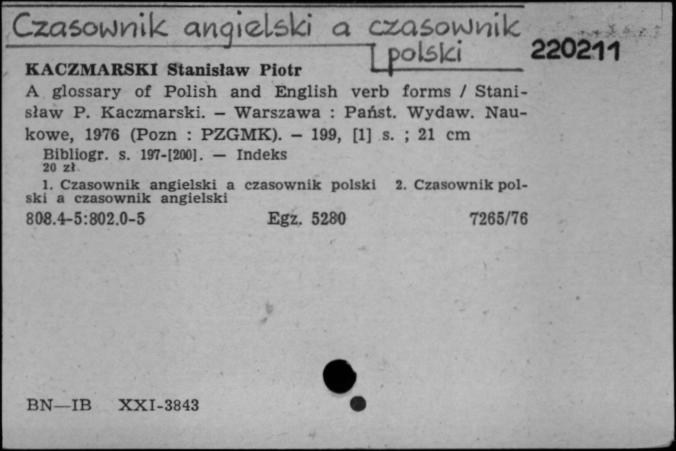 Czasownik angielski a czasownik
polski
220211
KACZMARSKI Stanisław Piotr
A glossary of Polish and English verb forms / Stani-
sław P. Kaczmarski. — Warszawa : Państ. Wydaw. Nau-
kowe, 1976 (Pozn : PZGMK). — 199, [1] s. ; 21 cm
Bibliogr. s. 197-[200]. — Indeks
20 zł
1. Czasownik angielski a czasownik polski 2. Czasownik pol-
ski a czasownik angielski
808.4-5:802.0-5 Egz. 5280 7265/76
BN—IB XXI-3843